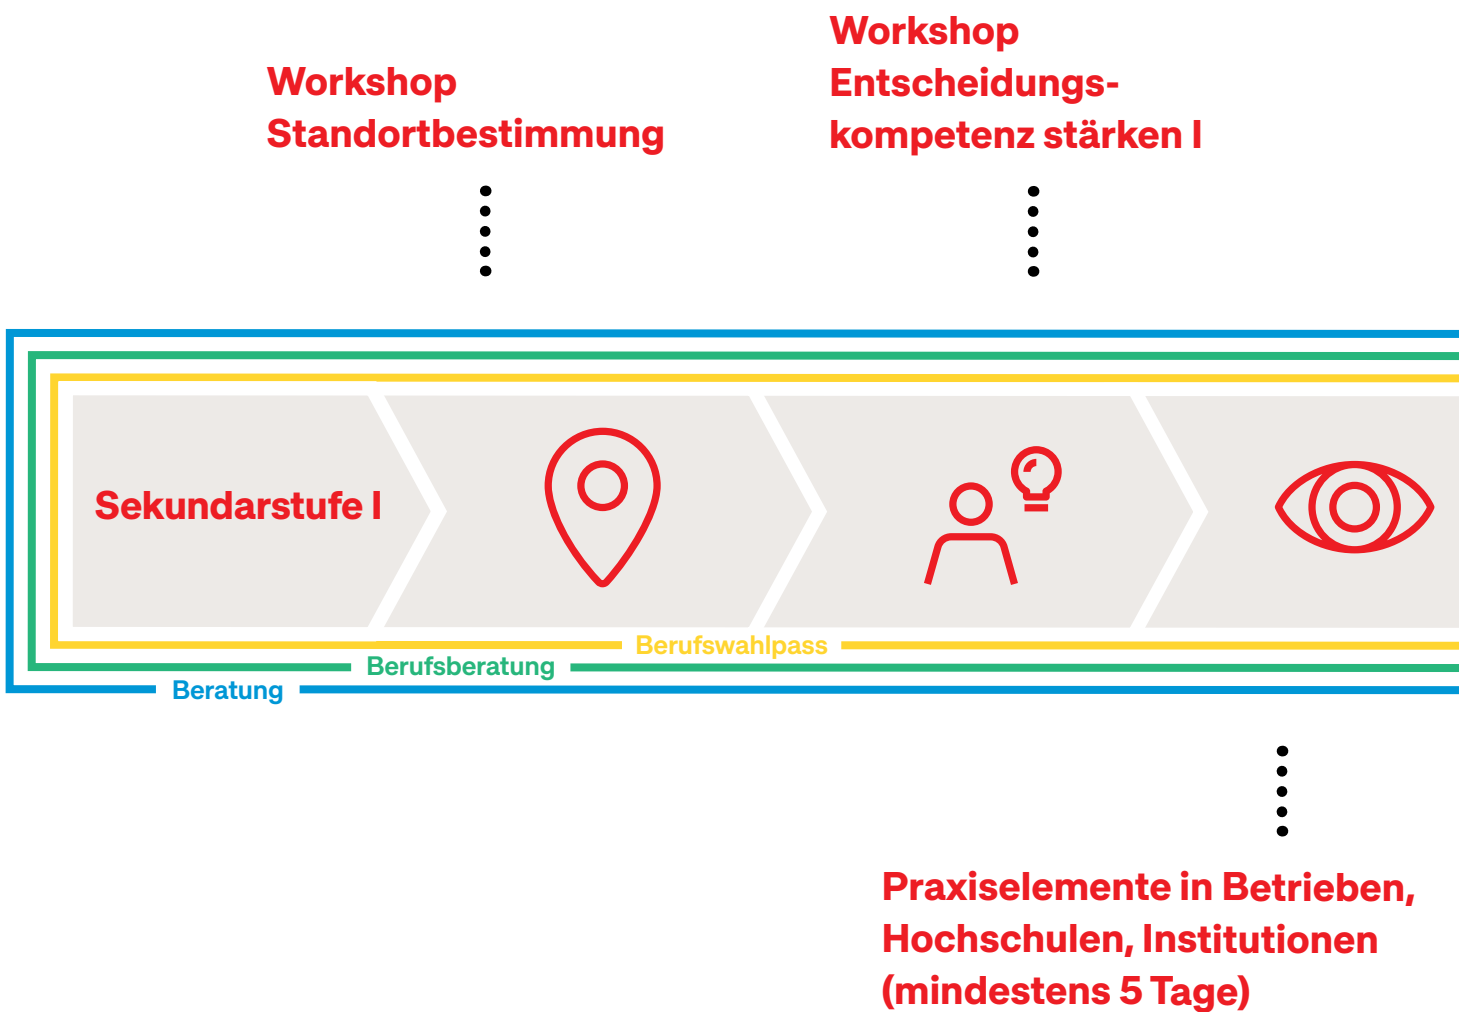 Workshop
Standortbestimmung
Workshop
Entscheidungs-
kompetenz stärken I
Sekundarstufe I
Berufswahlpass
Berufsberatung
Beratung
Praxiselemente in Betrieben,
Hochschulen, Institutionen
(mindestens 5 Tage)